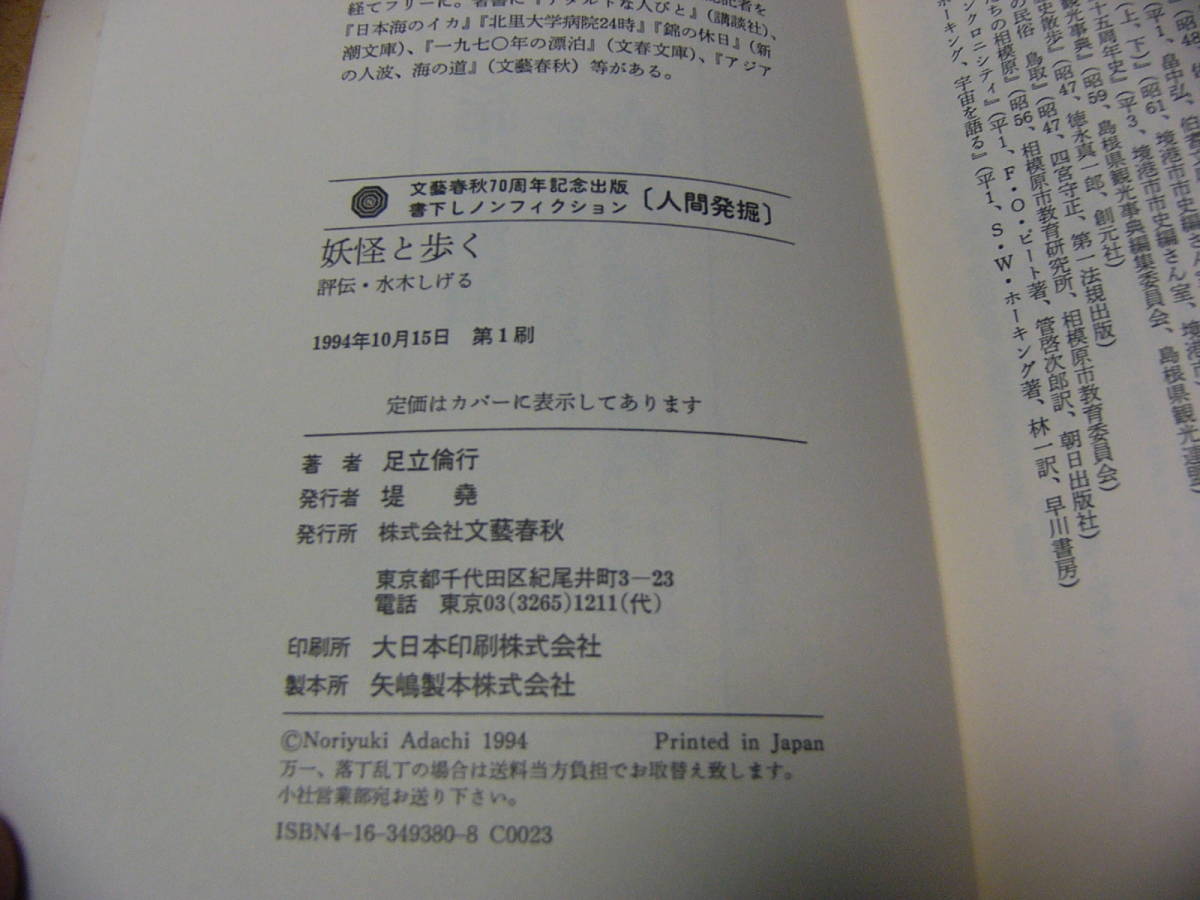 経てフリーに。著書に『アダルトな人びと』(講談社)、
『日本海のイカ』『北里大学病院24時』『錦の休日』(新
潮文庫)、『一九七〇年の漂泊』(文春文庫)、『アジア
の人波、海の道』(文藝春秋)等がある。
文藝春秋70周年記念出版
書下しノンフィクション〔人間発掘〕
妖怪と歩く
評伝・水木しげる
1994年10月15日 第1刷
定価はカバーに表示してあります
著者 足立倫行
発行者 堤堯
発行所 株式会社文藝春秋
東京都千代田区紀尾井町3-23
電話 東京03(3265)1211(代)
印刷所 大日本印刷株式会社
製本所 矢嶋製本株式会社
©Noriyuki Adachi 1994 Printed in Japan
万一、落丁乱丁の場合は送料当方負担でお取替え致します。
小社営業部宛お送り下さい。
ISBN4-16-349380-8 C0023
十五周年史』(平3、境港市市史編さん室、境港市
観光事典』(昭59、島根県観光事典編集委員会、島根県観光連盟)
史散歩』(昭47、徳永真一郎、創元社)
の民俗 鳥取』(昭47、四宮守正、第一法規出版)
ちの相模原』(昭56、相模原市教育研究所、相模原市教育委員会)
ンクロニシティ』(平1、F・O・ピート著、管啓次郎訳、朝日出版社)
ホーキング、宇宙を語る』(平1、S・W・ホーキング著、林一訳、早川書房)